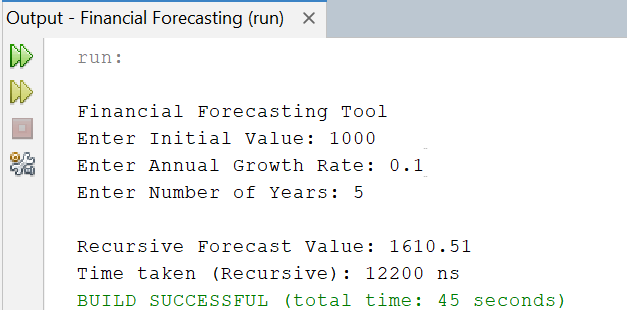 Output - Financial Forecasting (run) ×
run:
Financial Forecasting Tool
Enter Initial Value: 1000
Enter Annual Growth Rate: 0.1
Enter Number of Years: 5
Recursive Forecast Value: 1610.51
Time taken (Recursive): 12200 ns
BUILD SUCCESSFUL (total time: 45 seconds)